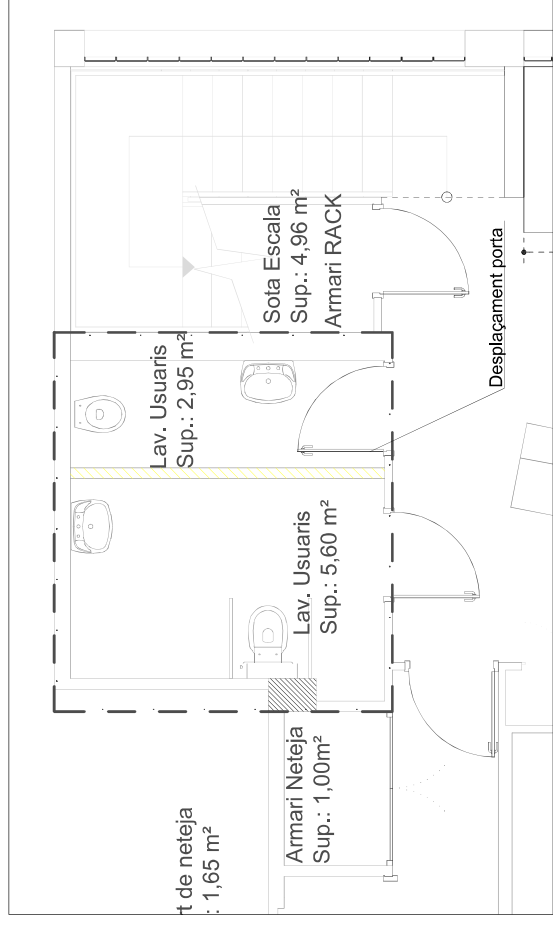 Sota Escala
Sup.: 4,96 m²
Armari RACK
Desplaçament porta
Lav. Usuaris
Sup.: 2,95 m²
Lav. Usuaris
Sup.: 5,60 m²
Armari Neteja
Sup.: 1,00m²
t de neteja
: 1,65 m²